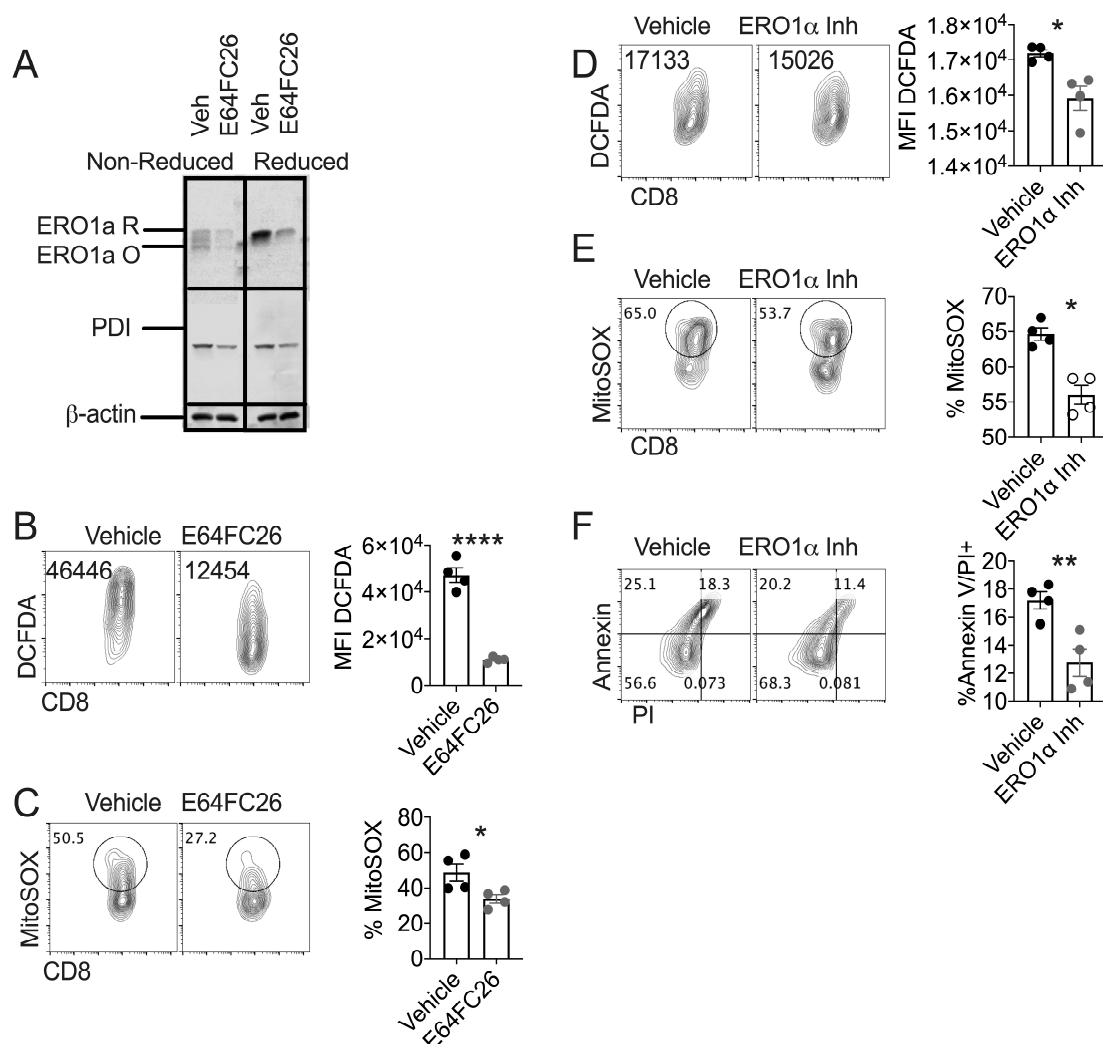 A
Veh
E64FC26
Veh
E64FC26
Non-Reduced
Reduced
ERO1a R
ERO1a O
PDI
β-actin
B
Vehicle
E64FC26
46446
12454
DCFDA
CD8
MFI DCFDA
6×10⁴
4×10⁴
2×10⁴
0
****
Vehicle
E64FC26
C
Vehicle
E64FC26
50.5
27.2
MitoSOX
CD8
% MitoSOX
80
60
40
20
0
*
Vehicle
E64FC26
D
Vehicle
ERO1α Inh
17133
15026
DCFDA
CD8
MFI DCFDA
1.8×10⁴
1.7×10⁴
1.6×10⁴
1.5×10⁴
1.4×10⁴
*
Vehicle
ERO1α Inh
E
Vehicle
ERO1α Inh
65.0
53.7
MitoSOX
CD8
% MitoSOX
70
65
60
55
50
*
Vehicle
ERO1α Inh
F
Vehicle
ERO1α Inh
25.1
18.3
20.2
11.4
56.6
0.073
68.3
0.081
Annexin
PI
%Annexin V/PI+
20
18
16
14
12
10
**
Vehicle
ERO1α Inh